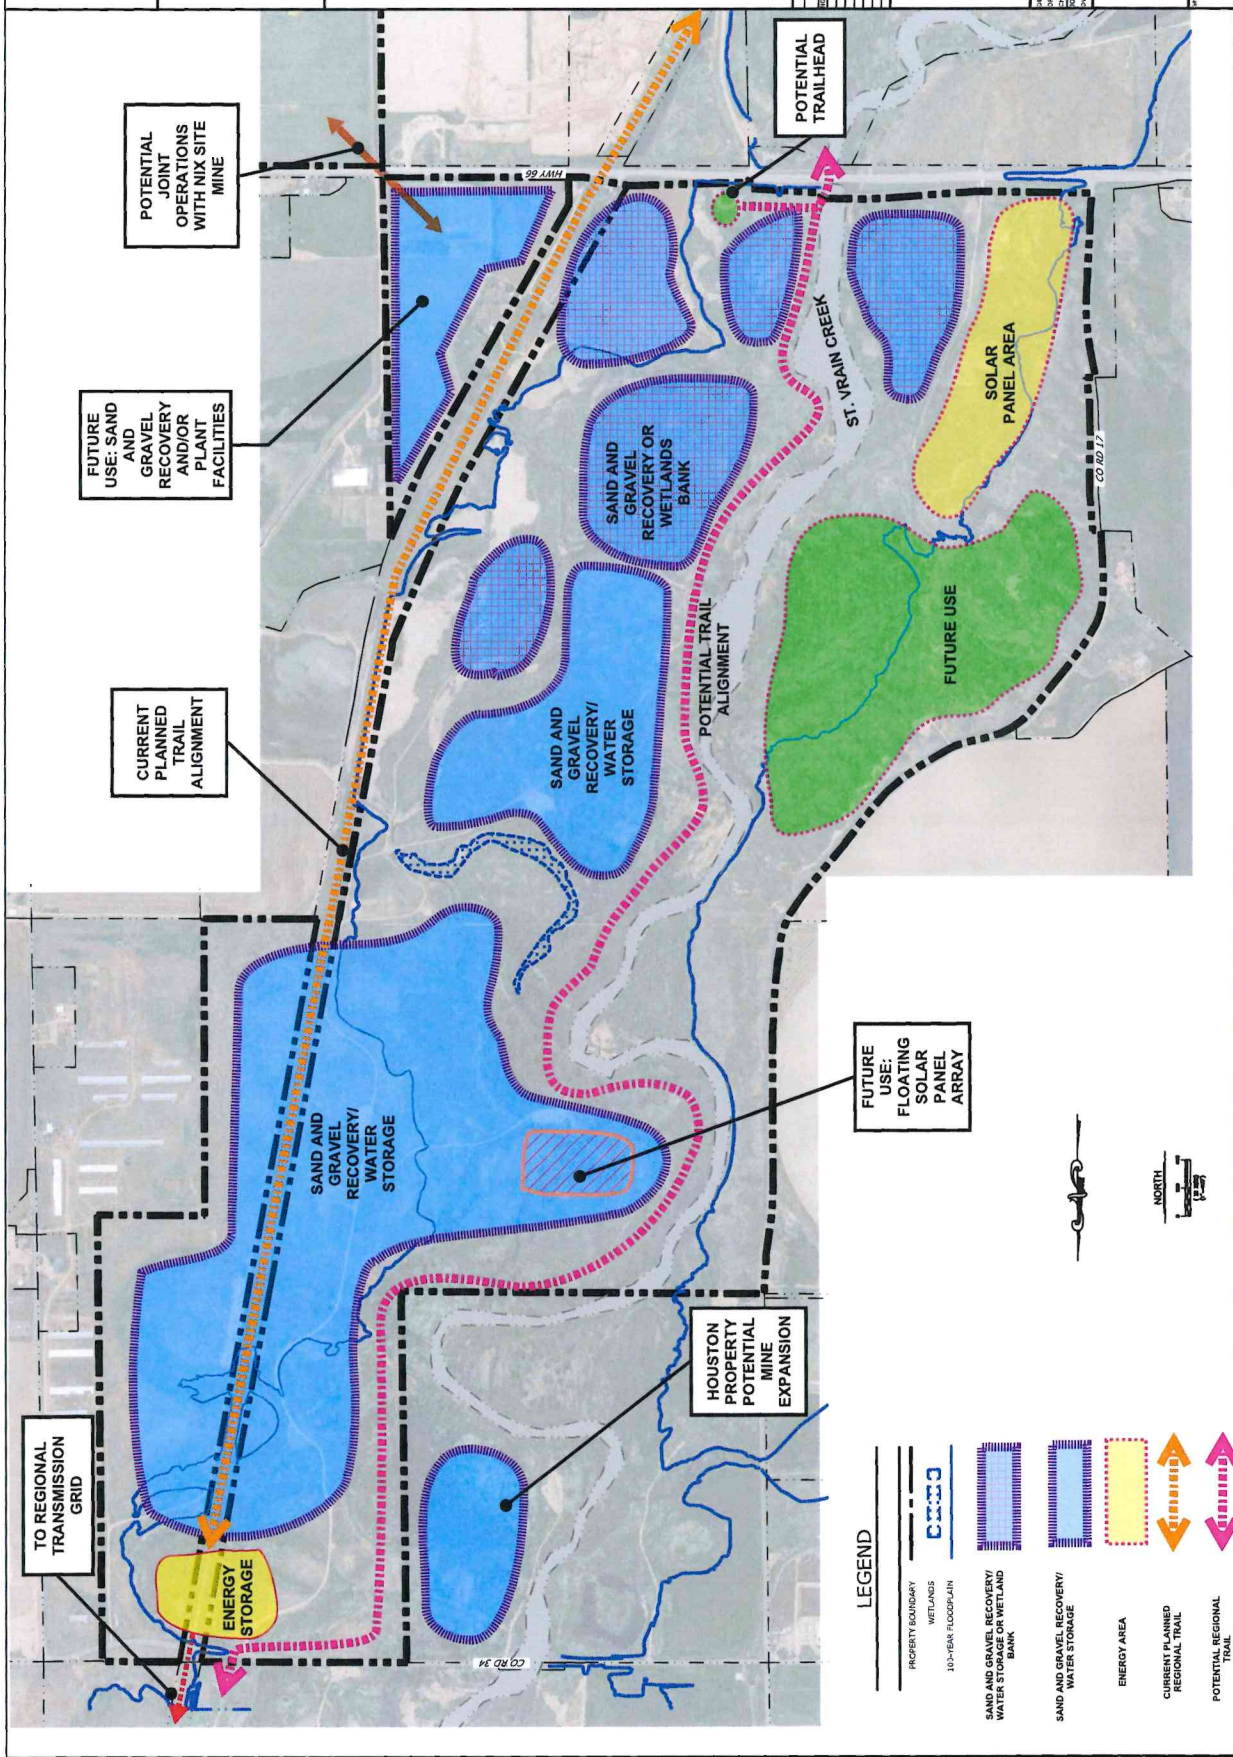 POTENTIAL
JOINT
OPERATIONS
WITH NIX SITE
MINE
POTENTIAL
TRAILHEAD
HWY 66
FUTURE
USE: SAND
AND
GRAVEL
RECOVERY
AND/OR
PLANT
FACILITIES
ST. VRAIN CREEK
SOLAR
PANEL AREA
CO RD 17
SAND AND
GRAVEL
RECOVERY OR
WETLANDS
BANK
CURRENT
PLANNED
TRAIL
ALIGNMENT
SAND AND
GRAVEL
RECOVERY/
WATER
STORAGE
POTENTIAL TRAIL
ALIGNMENT
FUTURE USE
SAND AND
GRAVEL
RECOVERY/
WATER
STORAGE
FUTURE
USE:
FLOATING
SOLAR
PANEL
ARRAY
TO REGIONAL
TRANSMISSION
GRID
ENERGY
STORAGE
HOUSTON
PROPERTY
POTENTIAL
MINE
EXPANSION
CO RD 34
NORTH
LEGEND
PROPERTY BOUNDARY
WETLANDS
100-YEAR FLOODPLAIN
SAND AND GRAVEL RECOVERY/
WATER STORAGE OR WETLAND
BANK
SAND AND GRAVEL RECOVERY/
WATER STORAGE
ENERGY AREA
CURRENT PLANNED
REGIONAL TRAIL
POTENTIAL REGIONAL
TRAIL